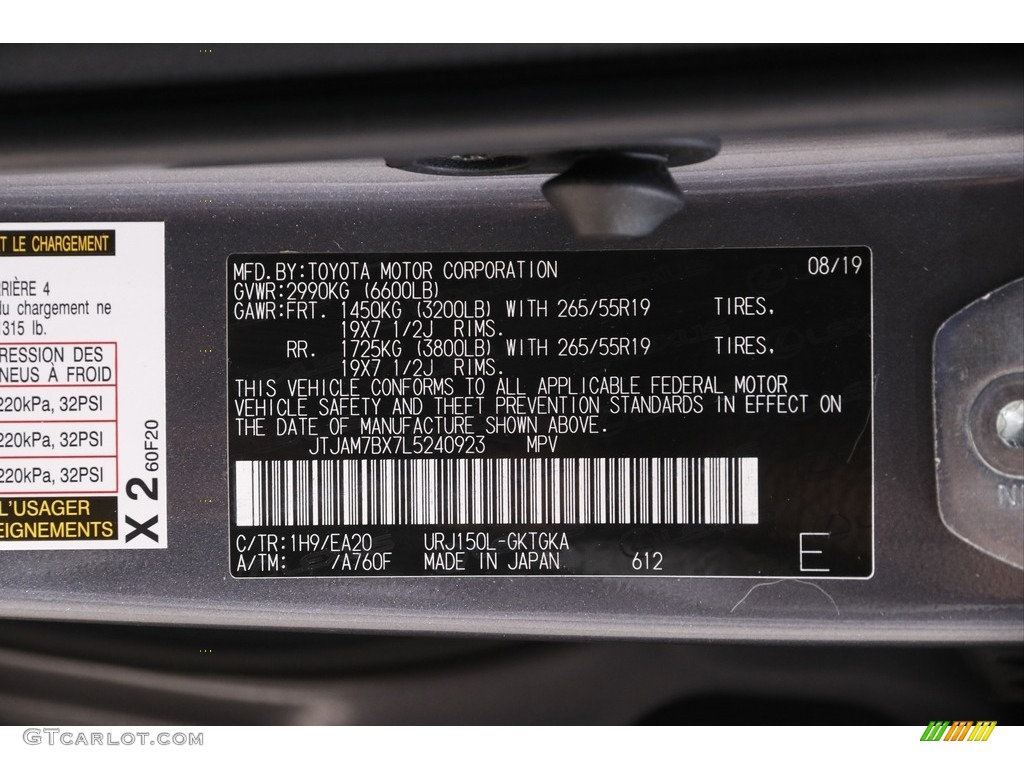 T LE CHARGEMENT
RIÈRE 4
du chargement ne
315 lb.
RESSION DES
NEUS À FROID
220kPa, 32PSI
220kPa, 32PSI
220kPa, 32PSI
L'USAGER
EIGNEMENTS
X 2
60F20
MFD.BY:TOYOTA MOTOR CORPORATION 08/19
GVWR:2990KG (6600LB)
GAWR:FRT. 1450KG (3200LB) WITH 265/55R19 TIRES,
19X7 1/2J RIMS.
RR. 1725KG (3800LB) WITH 265/55R19 TIRES,
19X7 1/2J RIMS.
THIS VEHICLE CONFORMS TO ALL APPLICABLE FEDERAL MOTOR
VEHICLE SAFETY AND THEFT PREVENTION STANDARDS IN EFFECT ON
THE DATE OF MANUFACTURE SHOWN ABOVE.
JTJAM7BX7L5240923 MPV
C/TR:1H9/EA20 URJ150L-GKTGKA
A/TM: /A760F MADE IN JAPAN 612 E
GTCarlot.com